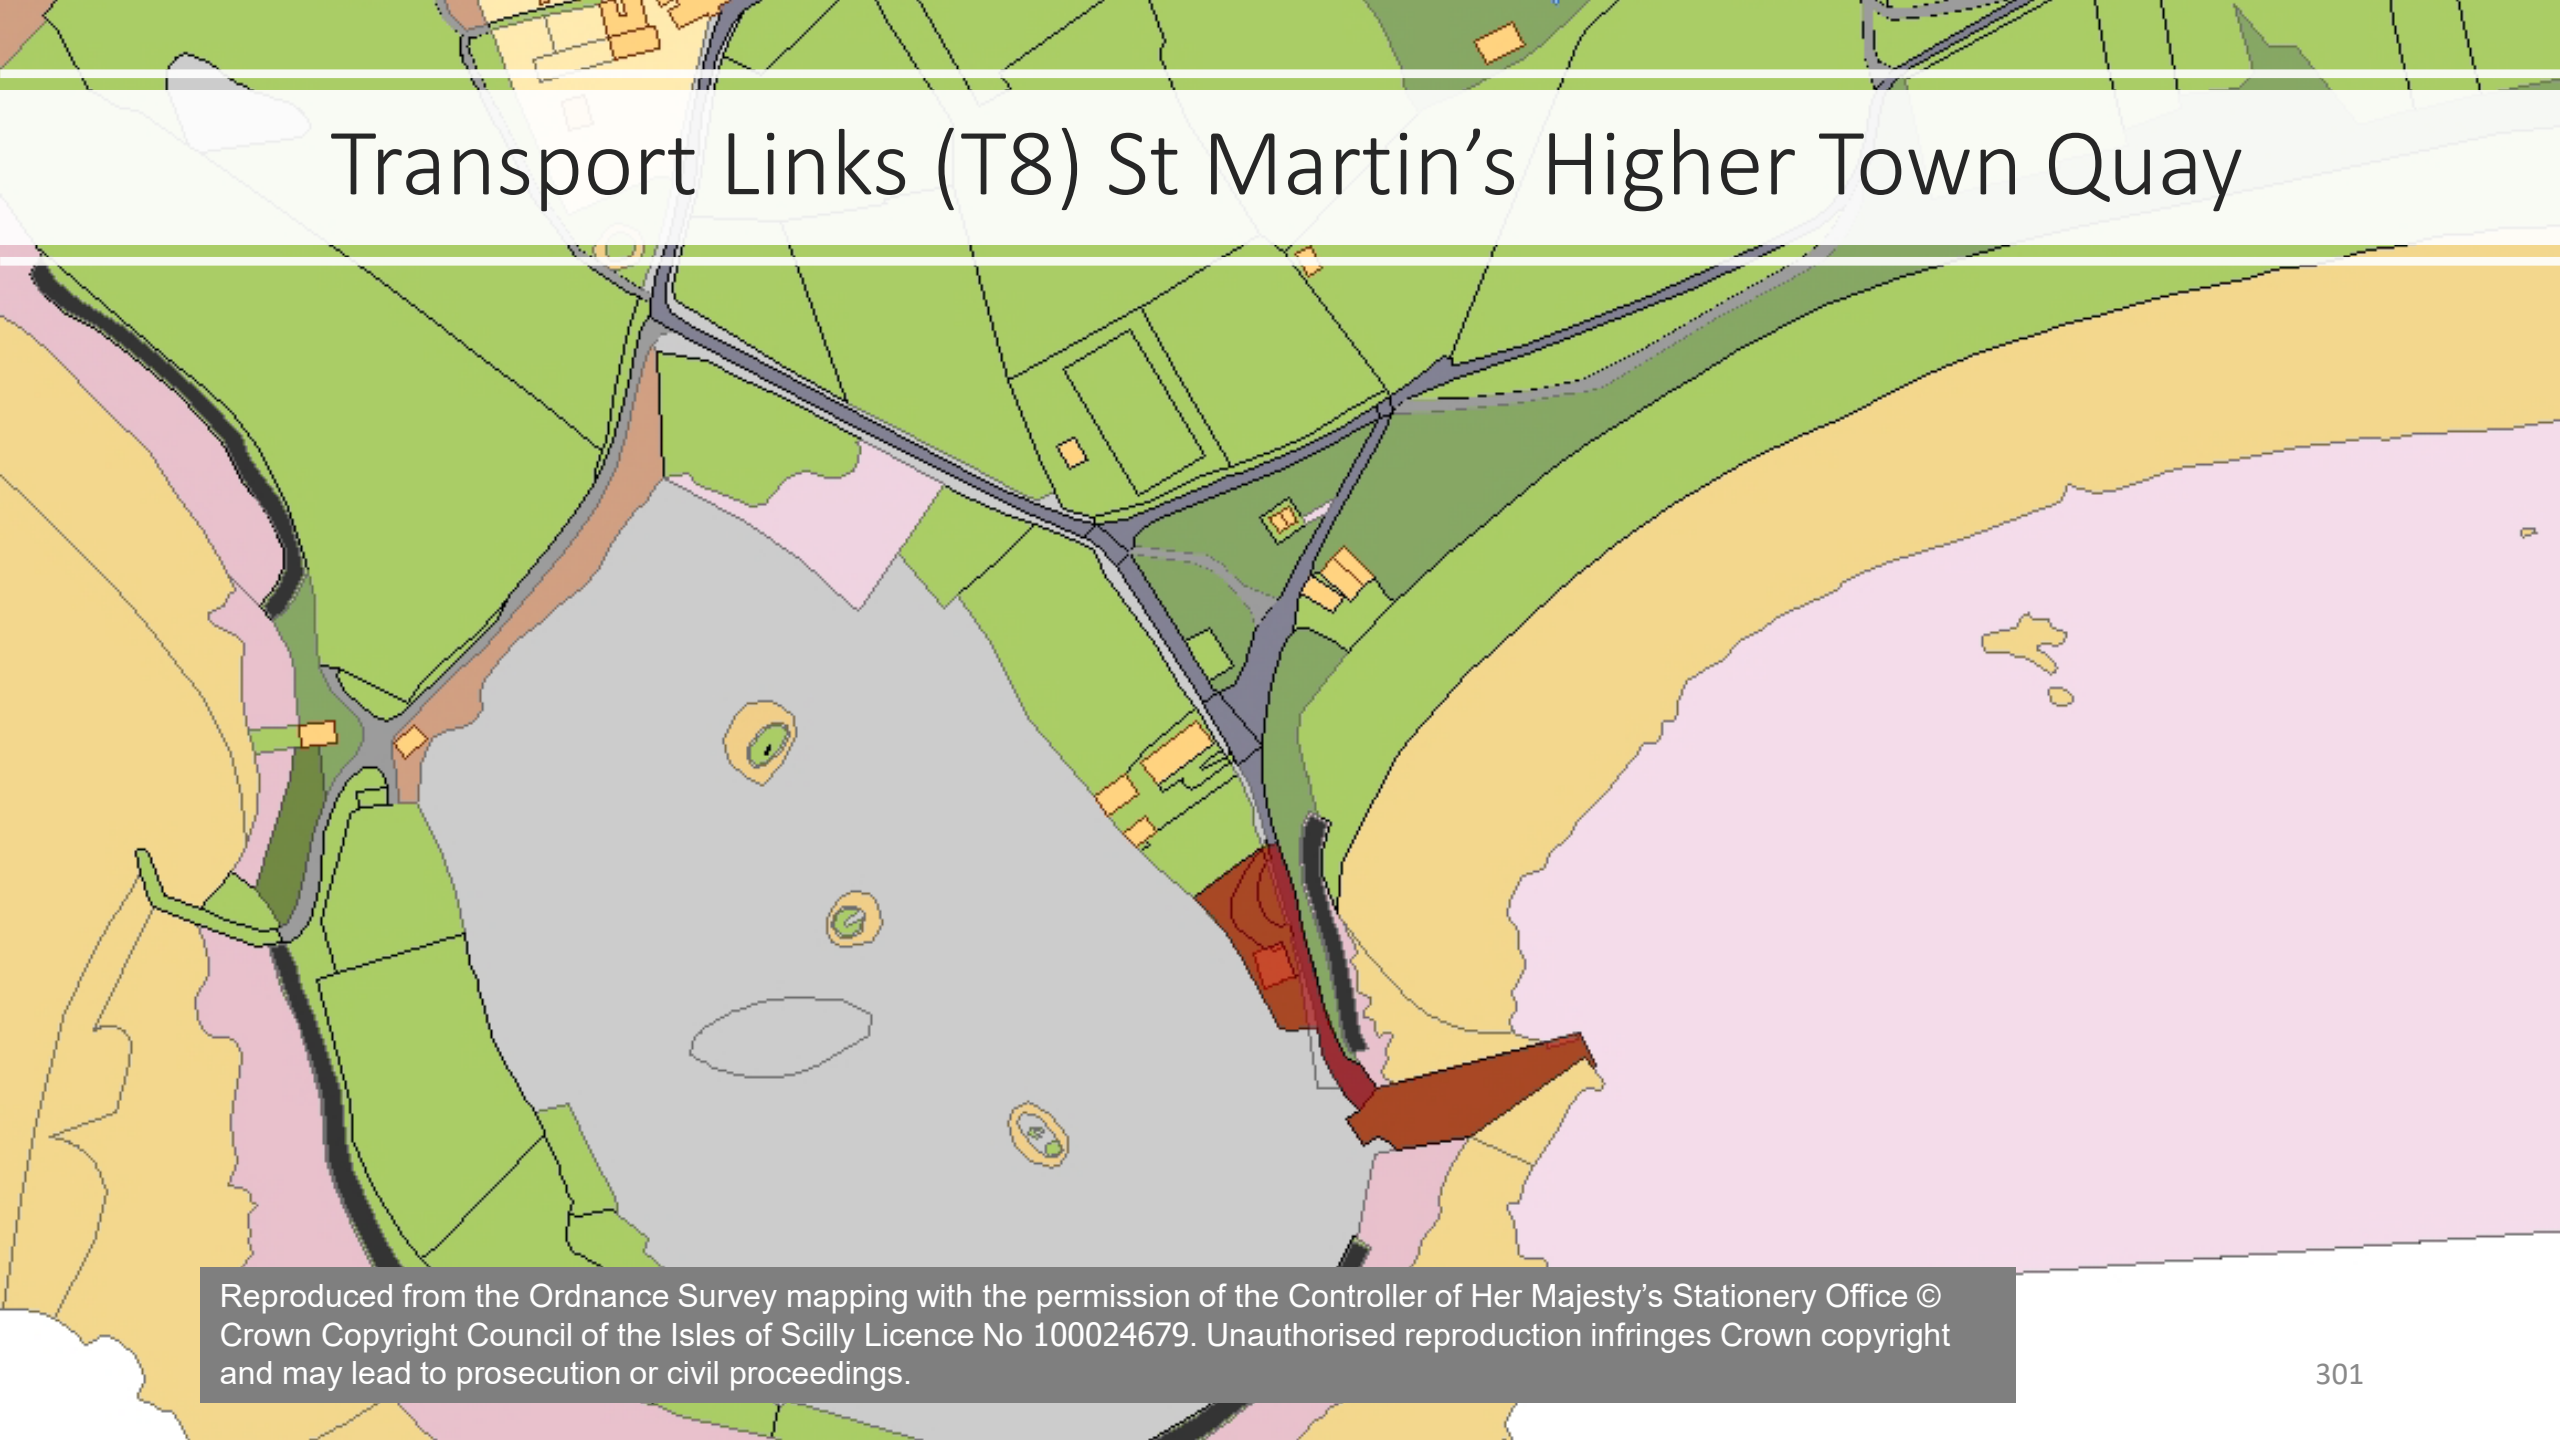 Transport Links (T8) St Martin’s Higher Town Quay
Reproduced from the Ordnance Survey mapping with the permission of the Controller of Her Majesty’s Stationery Office ©
Crown Copyright Council of the Isles of Scilly Licence No 100024679. Unauthorised reproduction infringes Crown copyright
and may lead to prosecution or civil proceedings.
301